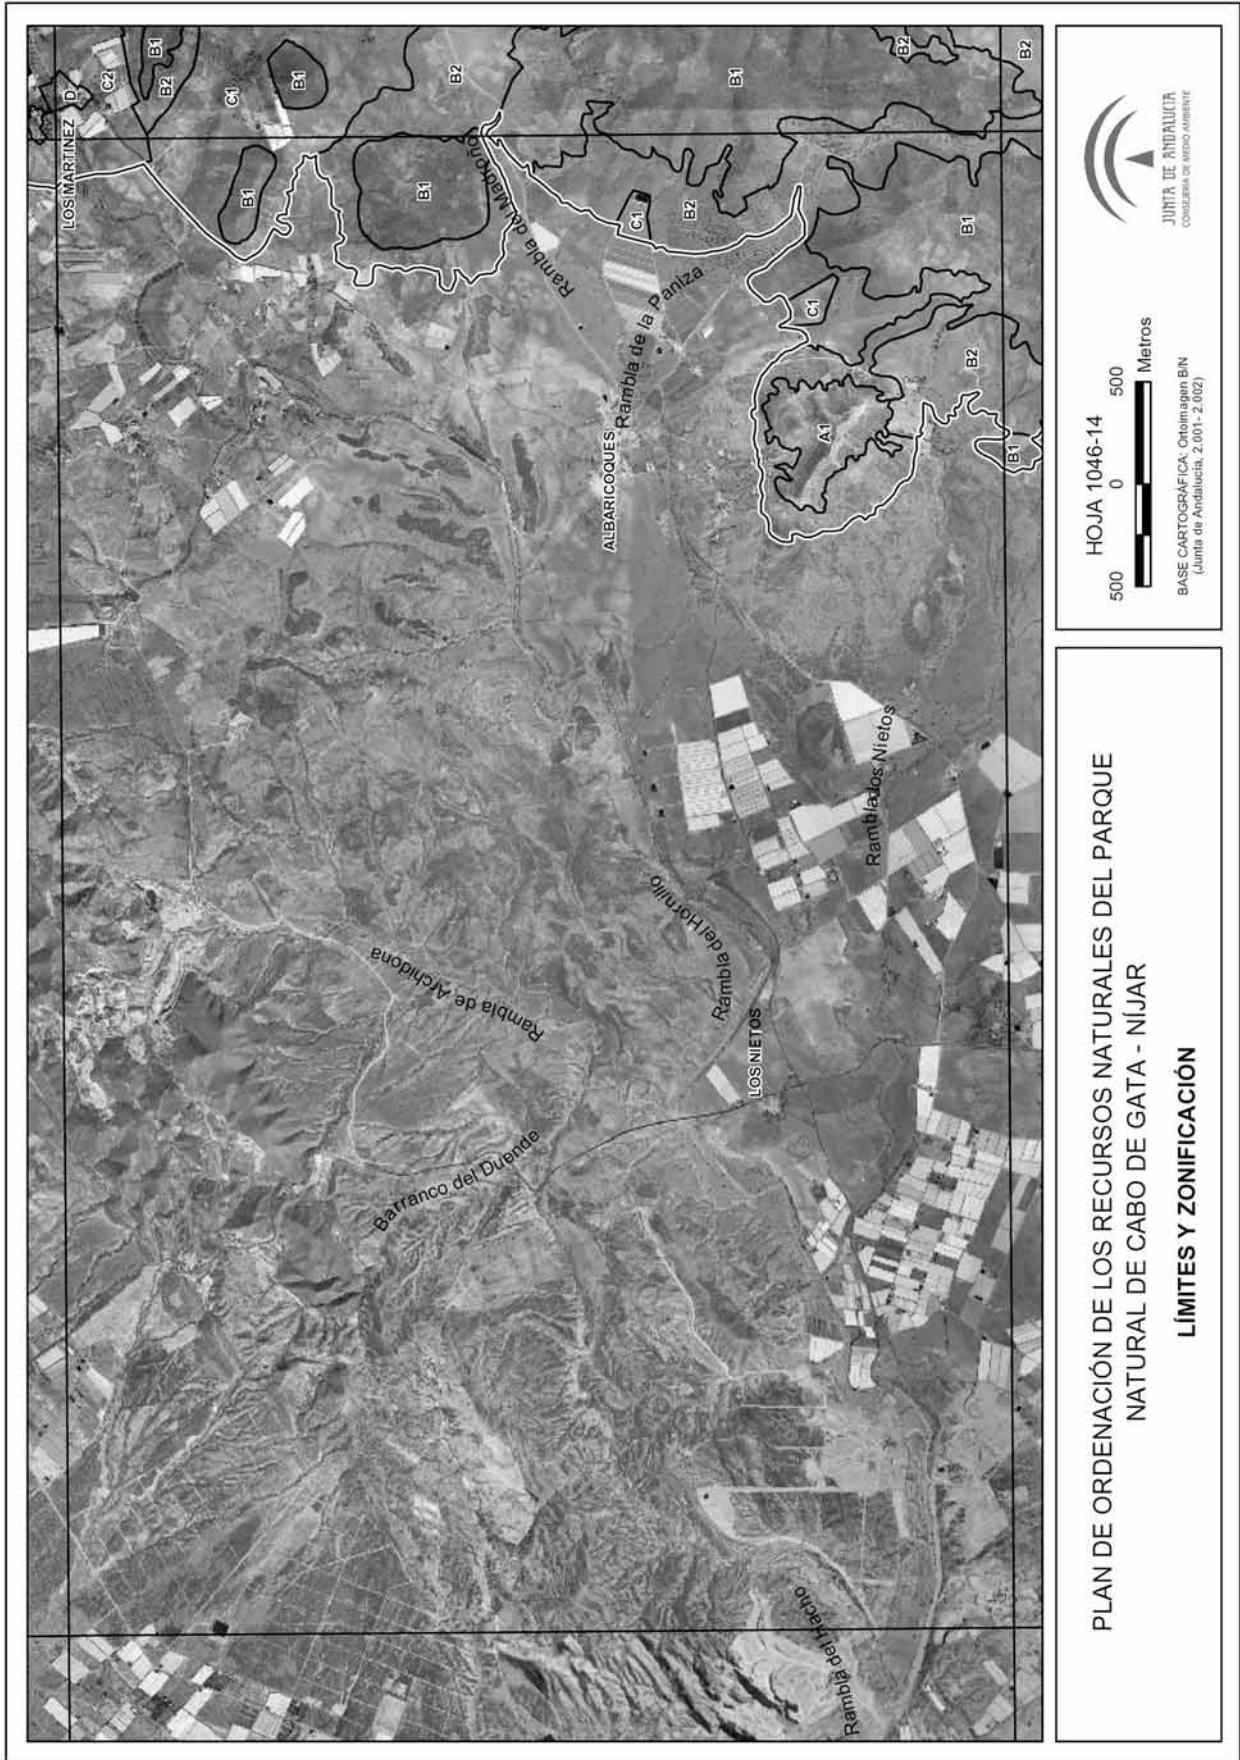 LOS MARTINEZ
D
C2
B1
B2
C1
B1
B1
B2
B1
B2
B2
B1
Rambla del Madroño
C1
B2
B1
Rambla de la Paniza
C1
B1
ALBARICOQUES
A1
B2
B1
Rambla de Archidona
Barranco del Duende
Rambla del Hornillo
LOS NIETOS
Rambla
los Nietos
Rambla del Hacho
PLAN DE ORDENACIÓN DE LOS RECURSOS NATURALES DEL PARQUE
NATURAL DE CABO DE GATA - NÍJAR
LÍMITES Y ZONIFICACIÓN
HOJA 1046-14
500 0 500
Metros
BASE CARTOGRÁFICA: Ortoimagen B/N
(Junta de Andalucía, 2.001- 2.002)
JUNTA DE ANDALUCIA
CONSEJERIA DE MEDIO AMBIENTE